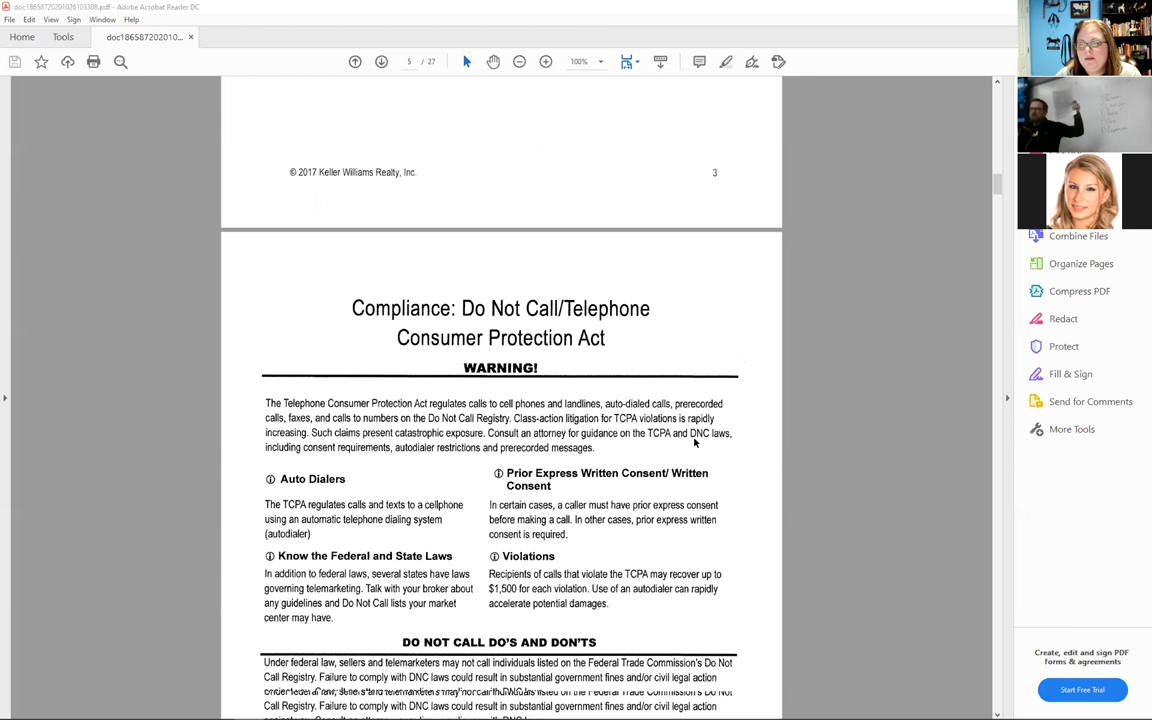 doc18658720201026103308.pdf - Adobe Acrobat Reader DC
File Edit View Sign Window Help
Home Tools doc18658720201026103... ×
5 / 27 100%
© 2017 Keller Williams Realty, Inc. 3
Compliance: Do Not Call/Telephone
Consumer Protection Act
WARNING!
The Telephone Consumer Protection Act regulates calls to cell phones and landlines, auto-dialed calls, prerecorded
calls, faxes, and calls to numbers on the Do Not Call Registry. Class-action litigation for TCPA violations is rapidly
increasing. Such claims present catastrophic exposure. Consult an attorney for guidance on the TCPA and DNC laws,
including consent requirements, autodialer restrictions and prerecorded messages.
Auto Dialers
The TCPA regulates calls and texts to a cellphone
using an automatic telephone dialing system
(autodialer)
Prior Express Written Consent/ Written
Consent
In certain cases, a caller must have prior express consent
before making a call. In other cases, prior express written
consent is required.
Know the Federal and State Laws
In addition to federal laws, several states have laws
governing telemarketing. Talk with your broker about
any guidelines and Do Not Call lists your market
center may have.
Violations
Recipients of calls that violate the TCPA may recover up to
$1,500 for each violation. Use of an autodialer can rapidly
accelerate potential damages.
DO NOT CALL DO'S AND DON'TS
Under federal law, sellers and telemarketers may not call individuals listed on the Federal Trade Commission's Do Not
Call Registry. Failure to comply with DNC laws could result in substantial government fines and/or civil legal action
Call Registry. Failure to comply with DNC laws could result in substantial government fines and/or civil legal action
Combine Files
Organize Pages
Compress PDF
Redact
Protect
Fill & Sign
Send for Comments
More Tools
Create, edit and sign PDF
forms & agreements
Start Free Trial